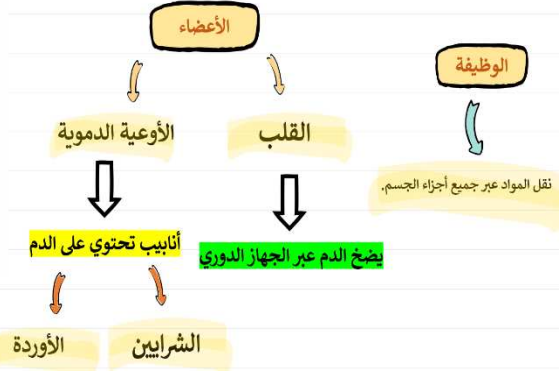 الوظيفة
نقل المواد عبر جميع أجزاء الجسم.
الأعضاء
القلب
يضخ الدم عبر الجهاز الدوري
الأوعية الدموية
أنابيب تحتوي على الدم
الشرايين
الأوردة